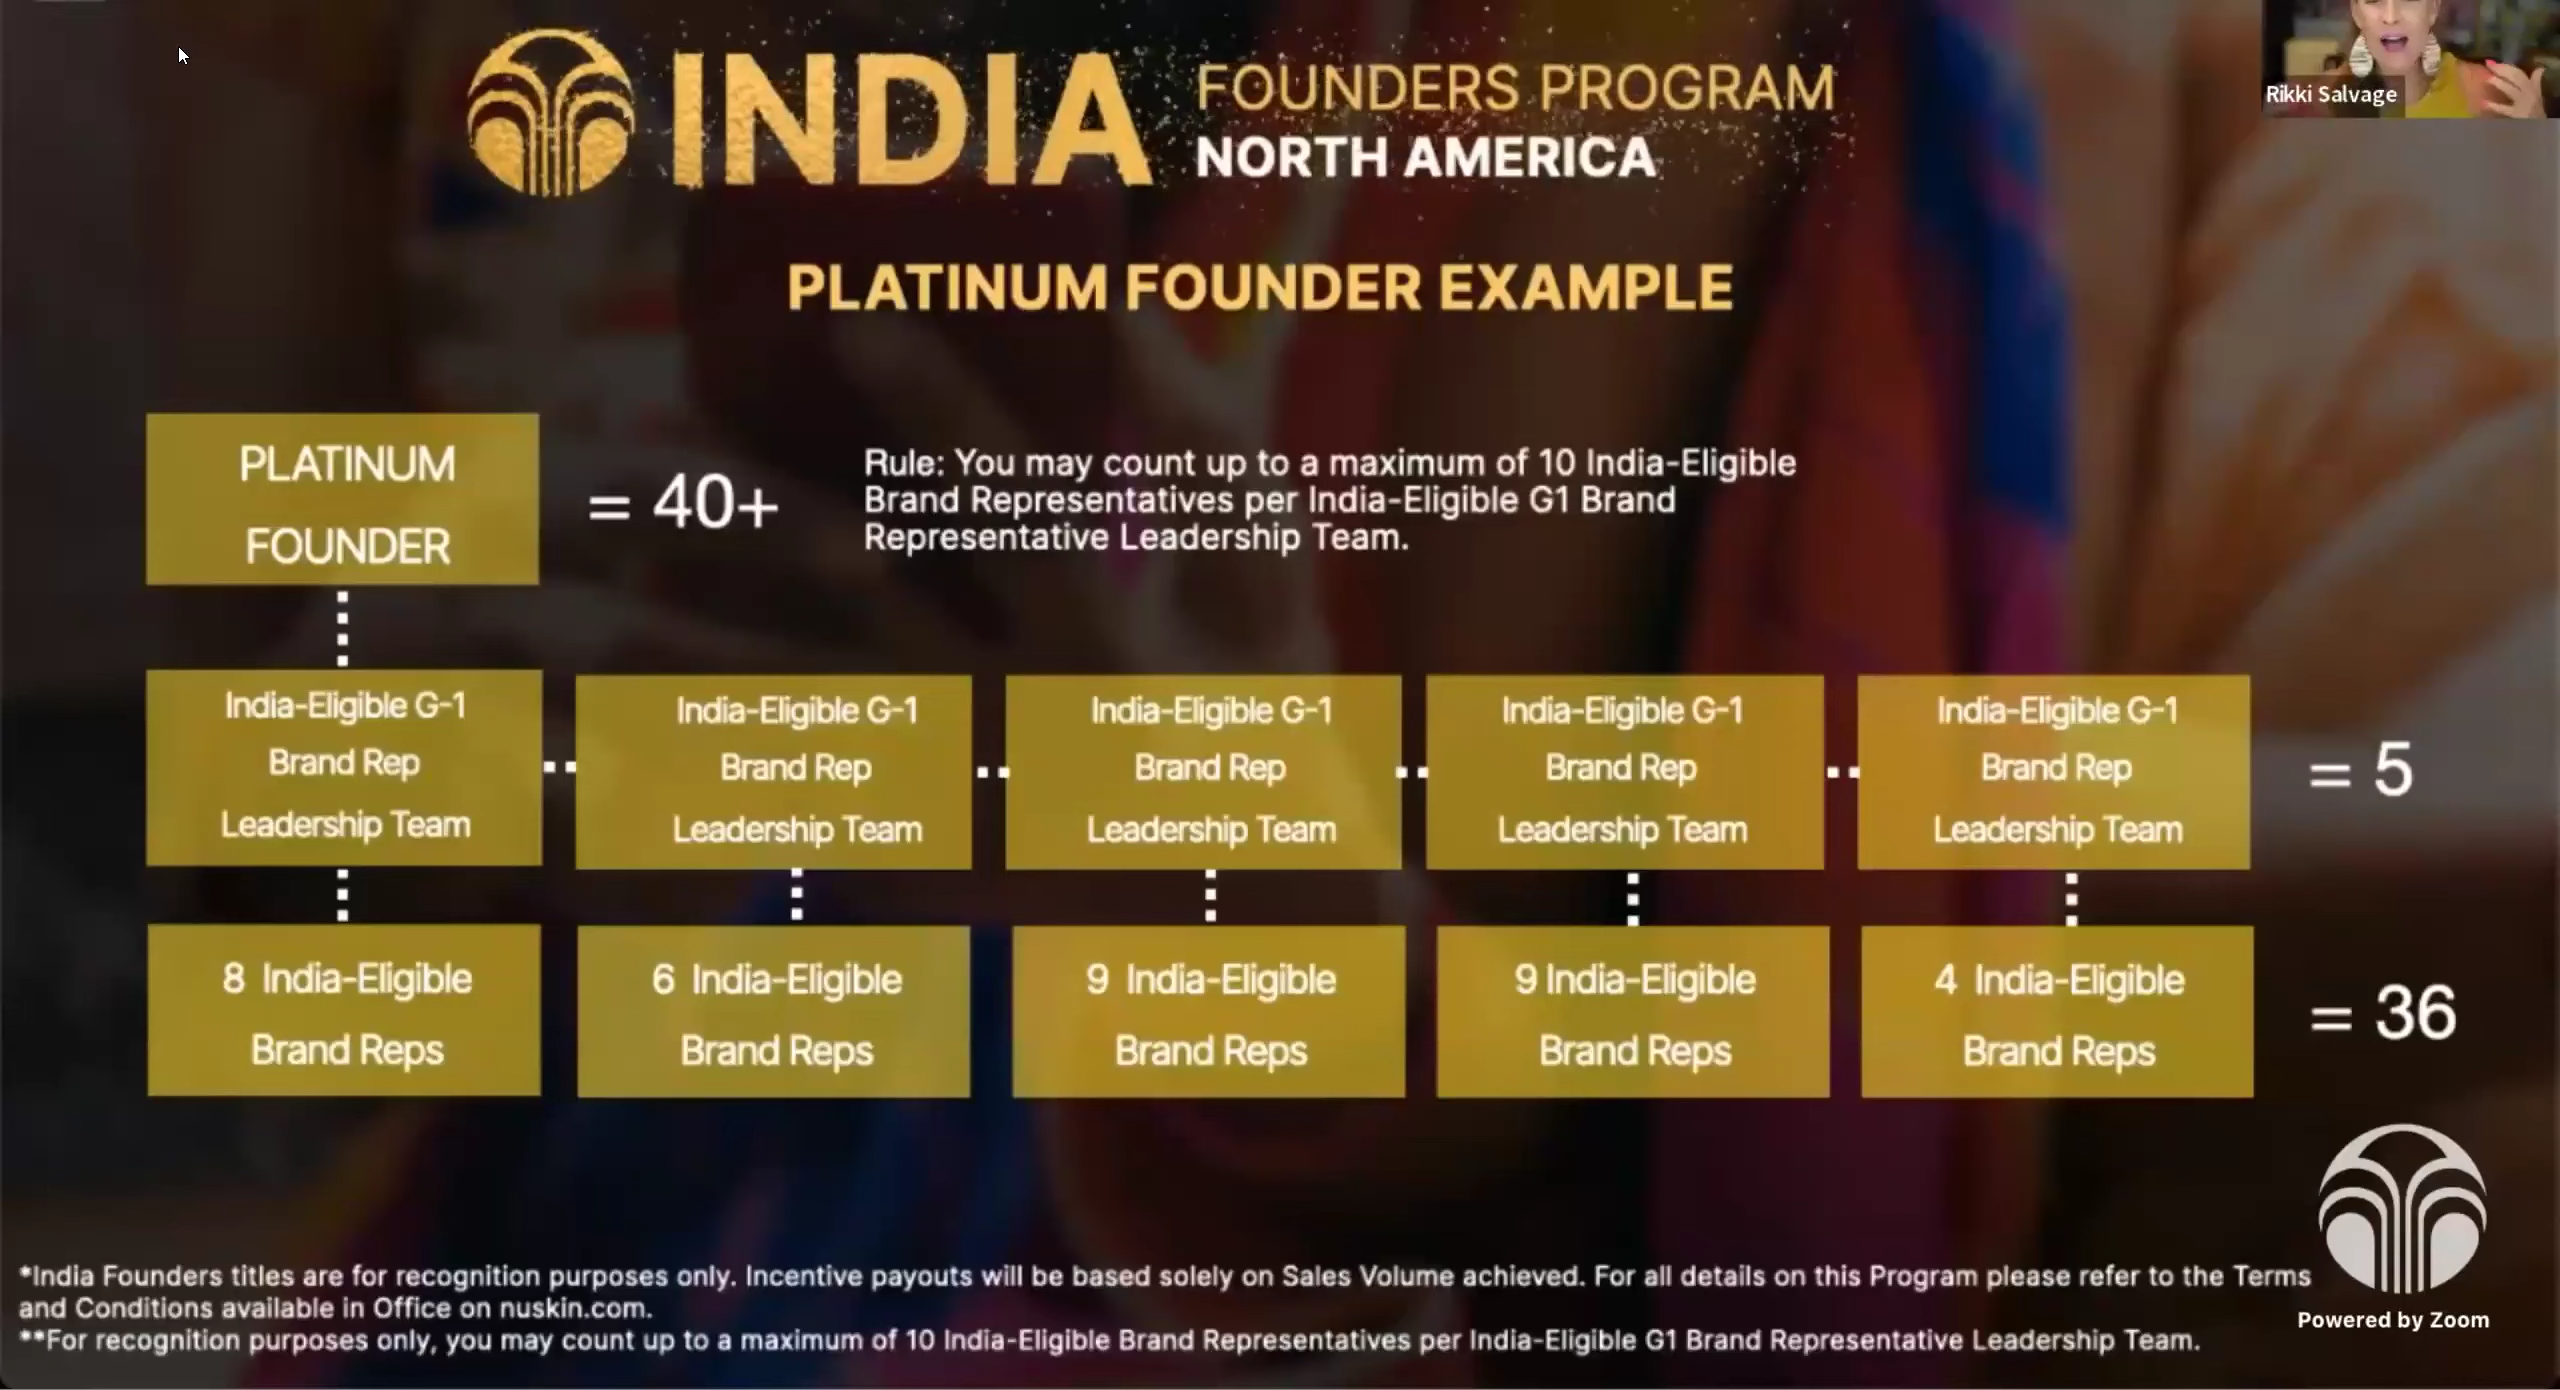 INDIA
FOUNDERS PROGRAM
NORTH AMERICA
Rikki Salvage
PLATINUM FOUNDER EXAMPLE
PLATINUM
FOUNDER
= 40+
Rule: You may count up to a maximum of 10 India-Eligible
Brand Representatives per India-Eligible G1 Brand
Representative Leadership Team.
India-Eligible G-1
Brand Rep
Leadership Team
India-Eligible G-1
Brand Rep
Leadership Team
India-Eligible G-1
Brand Rep
Leadership Team
India-Eligible G-1
Brand Rep
Leadership Team
India-Eligible G-1
Brand Rep
Leadership Team
= 5
8 India-Eligible
Brand Reps
6 India-Eligible
Brand Reps
9 India-Eligible
Brand Reps
9 India-Eligible
Brand Reps
4 India-Eligible
Brand Reps
= 36
*India Founders titles are for recognition purposes only. Incentive payouts will be based solely on Sales Volume achieved. For all details on this Program please refer to the Terms
and Conditions available in Office on nuskin.com.
**For recognition purposes only, you may count up to a maximum of 10 India-Eligible Brand Representatives per India-Eligible G1 Brand Representative Leadership Team.
Powered by Zoom